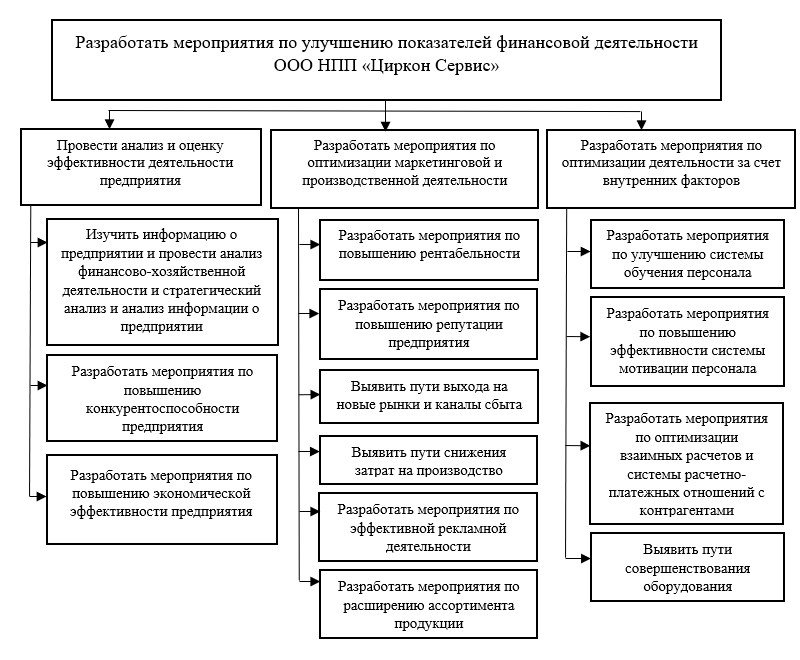 Разработать мероприятия по улучшению показателей финансовой деятельности
ООО НПП «Циркон Сервис»
Провести анализ и оценку
эффективности деятельности
предприятия
Изучить информацию о
предприятии и провести анализ
финансово-хозяйственной
деятельности и стратегический
анализ и анализ информации о
предприятии
Разработать мероприятия по
повышению
конкурентоспособности
предприятия
Разработать мероприятия по
повышению экономической
эффективности предприятия
Разработать мероприятия по
оптимизации маркетинговой и
производственной деятельности
Разработать мероприятия по
повышению рентабельности
Разработать мероприятия по
повышению репутации
предприятия
Выявить пути выхода на
новые рынки и каналы сбыта
Выявить пути снижения
затрат на производство
Разработать мероприятия по
эффективной рекламной
деятельности
Разработать мероприятия по
расширению ассортимента
продукции
Разработать мероприятия по
оптимизации деятельности за счет
внутренних факторов
Разработать мероприятия
по улучшению системы
обучения персонала
Разработать мероприятия
по повышению
эффективности системы
мотивации персонала
Разработать мероприятия
по оптимизации
взаимных расчетов и
системы расчетно-
платежных отношений с
контрагентами
Выявить пути
совершенствования
оборудования